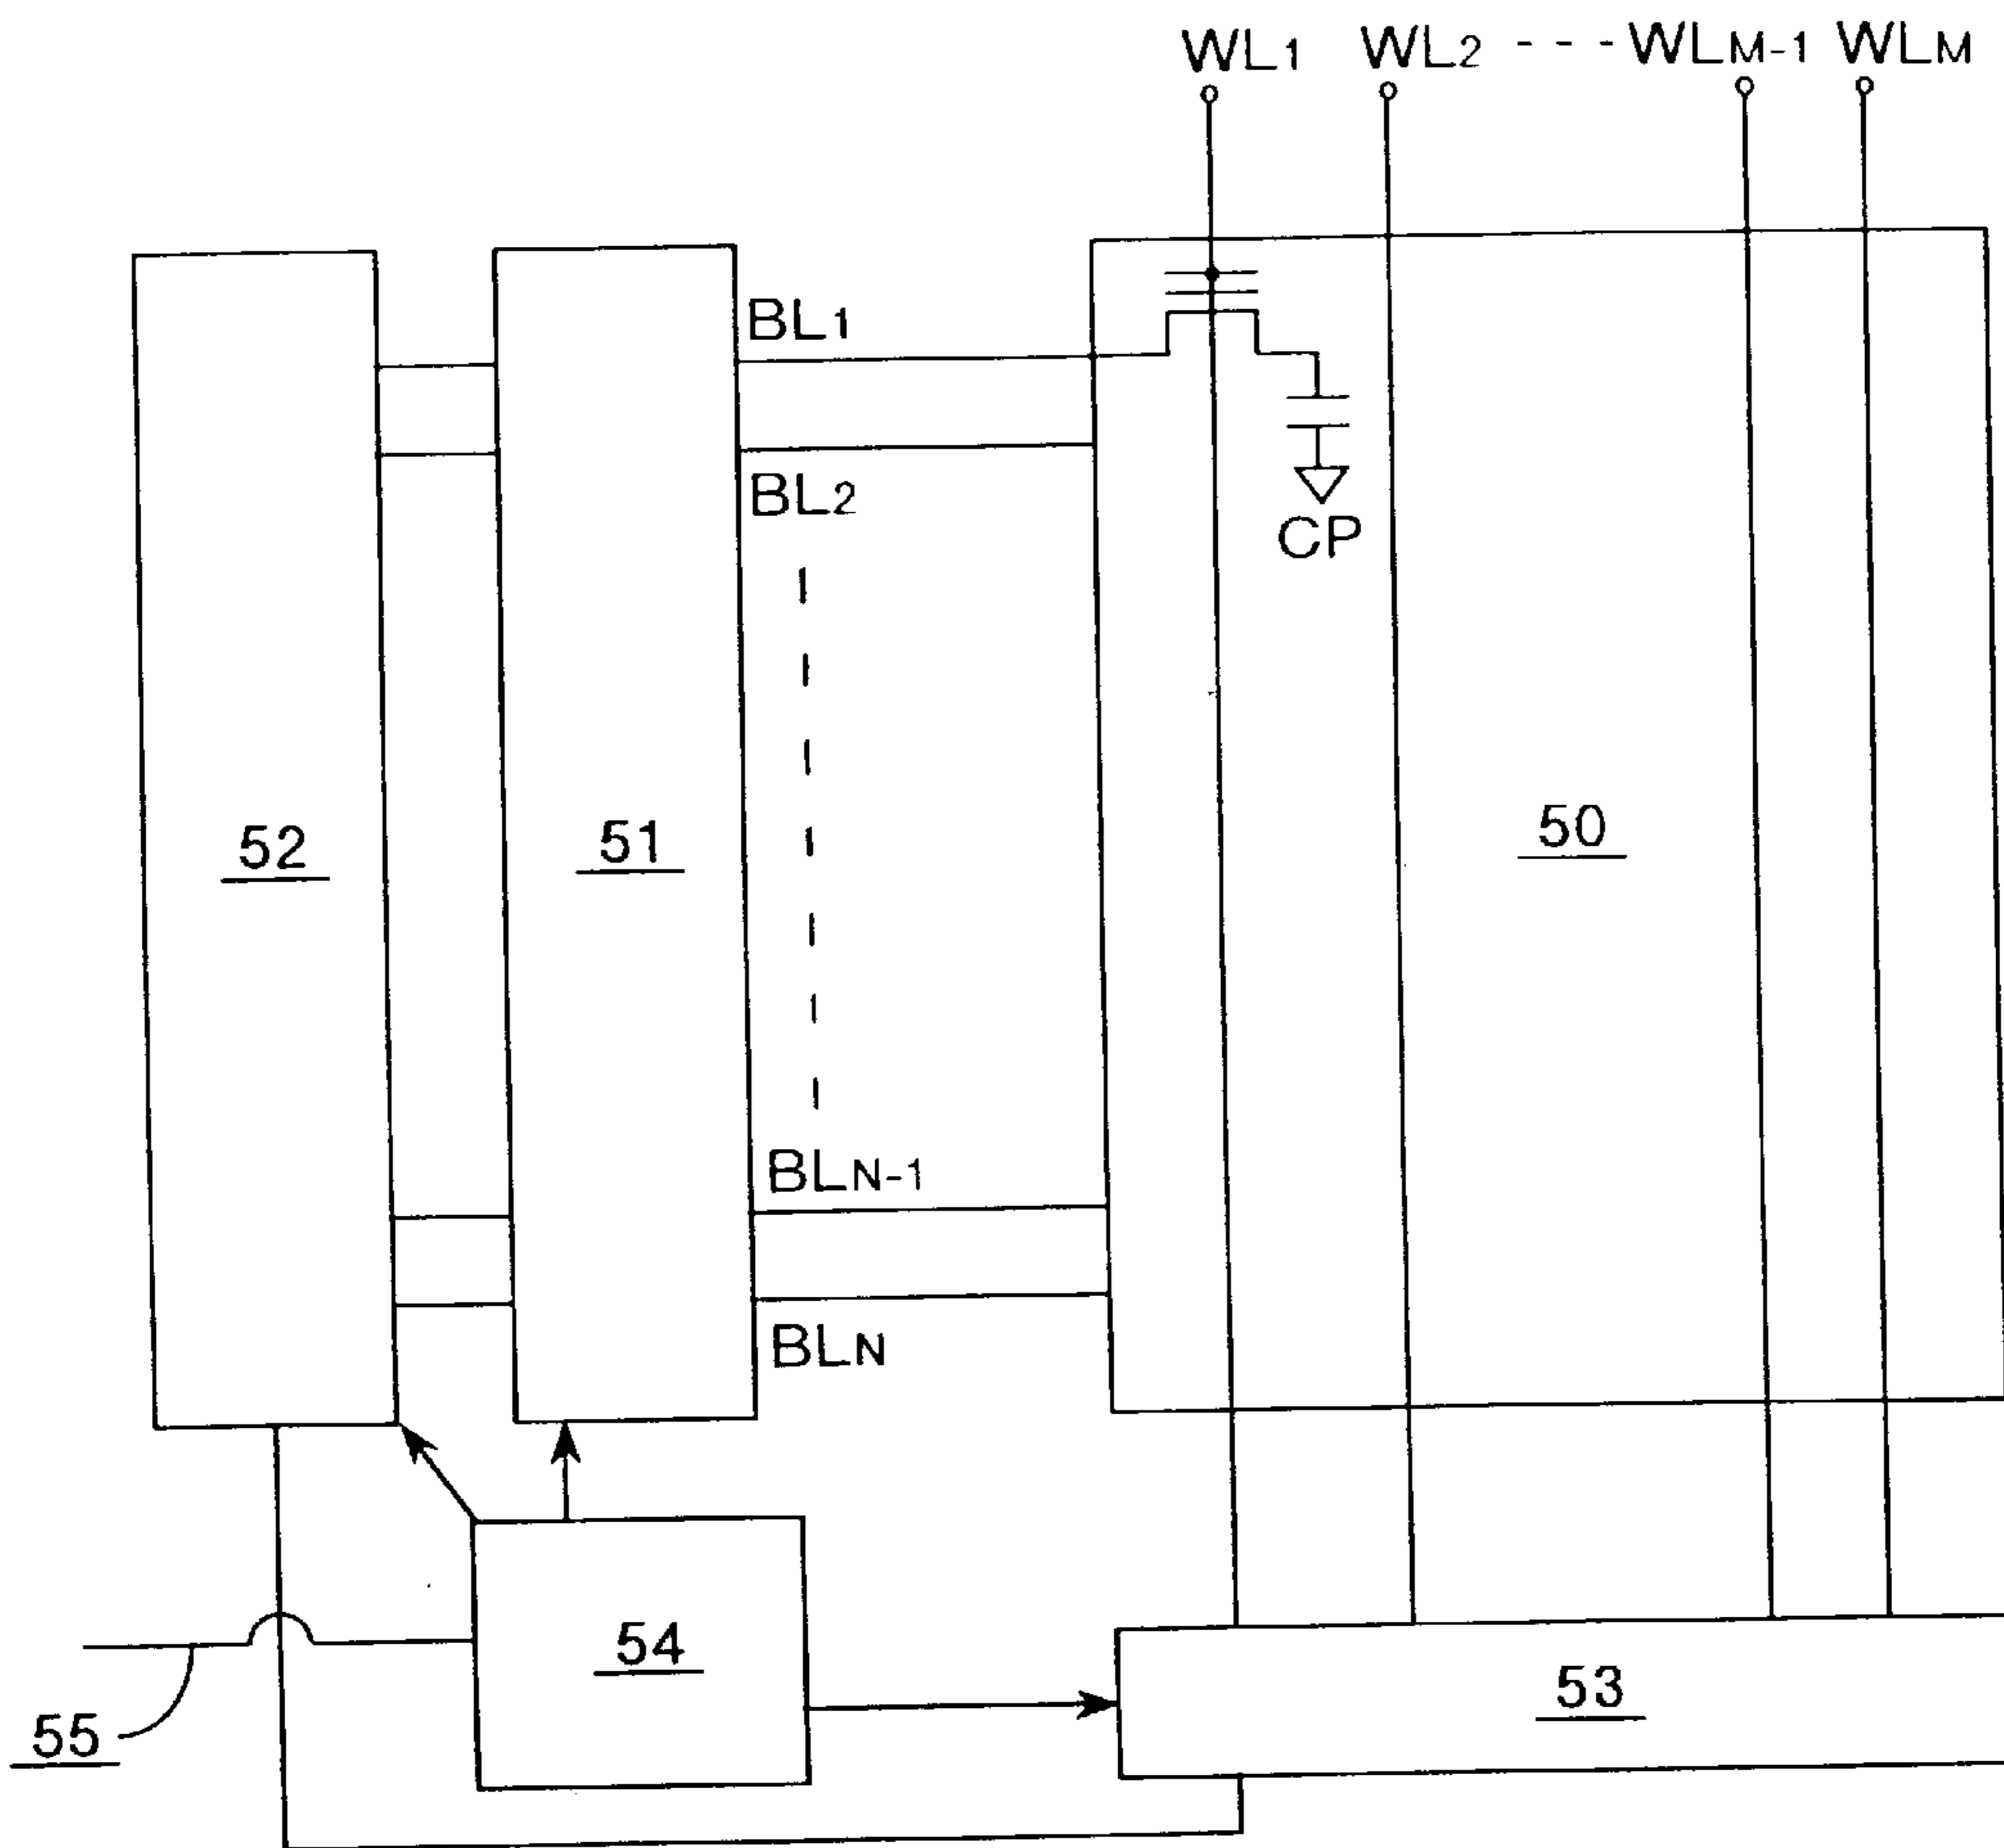 WL1 WL2 - - - WLM-1 WLM
BL1
BL2
CP
52
51
50
BLN-1
BLN
54
53
55